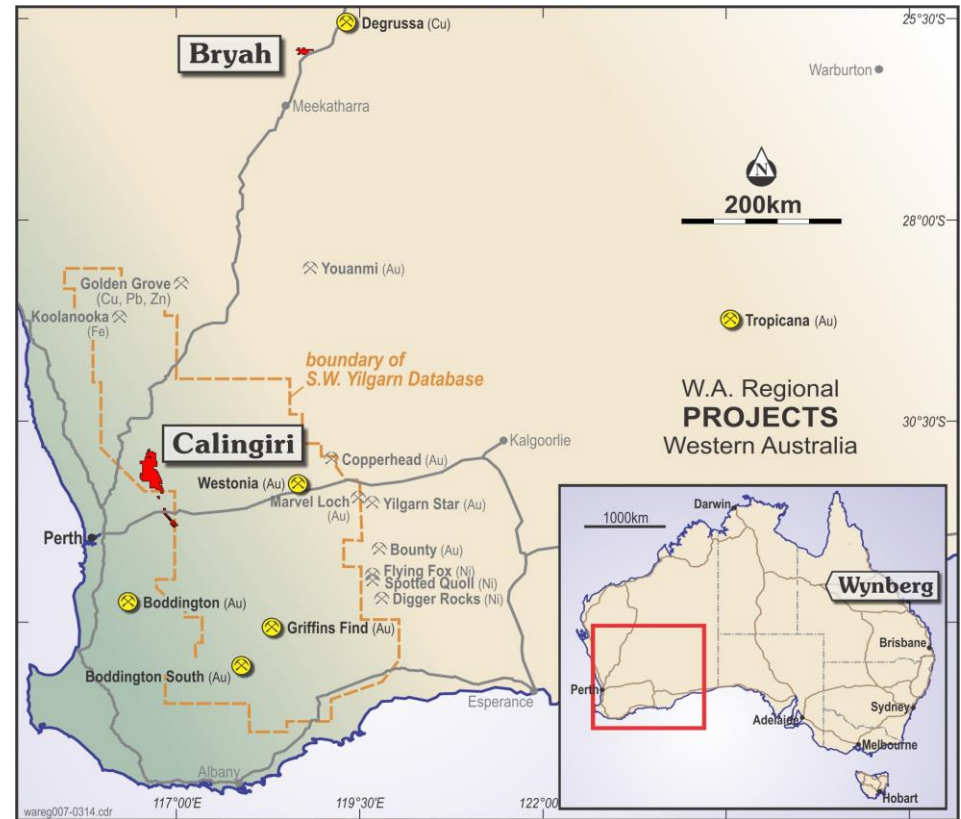 25°30'S
Degrussa (Cu)
Bryah
Warburton
Meekatharra
N
200km
28°00'S
Youanmi (Au)
Golden Grove
(Cu, Pb, Zn)
Koolanooka
(Fe)
Tropicana (Au)
boundary of
S.W. Yilgarn Database
W.A. Regional
PROJECTS
Western Australia
30°30'S
Calingiri
Kalgoorlie
Copperhead (Au)
Westonia (Au)
Marvel Loch
(Au)
Yilgarn Star (Au)
Perth
Bounty (Au)
Flying Fox (Ni)
Spotted Quoll (Ni)
Digger Rocks (Ni)
Boddington (Au)
Griffins Find (Au)
Boddington South (Au)
Esperance
Albany
117°00'E
119°30'E
122°00
wareg007-0314.cdr
1000km
Darwin
Wynberg
Brisbane
Perth
Sydney
Adelaide
Melbourne
Hobart